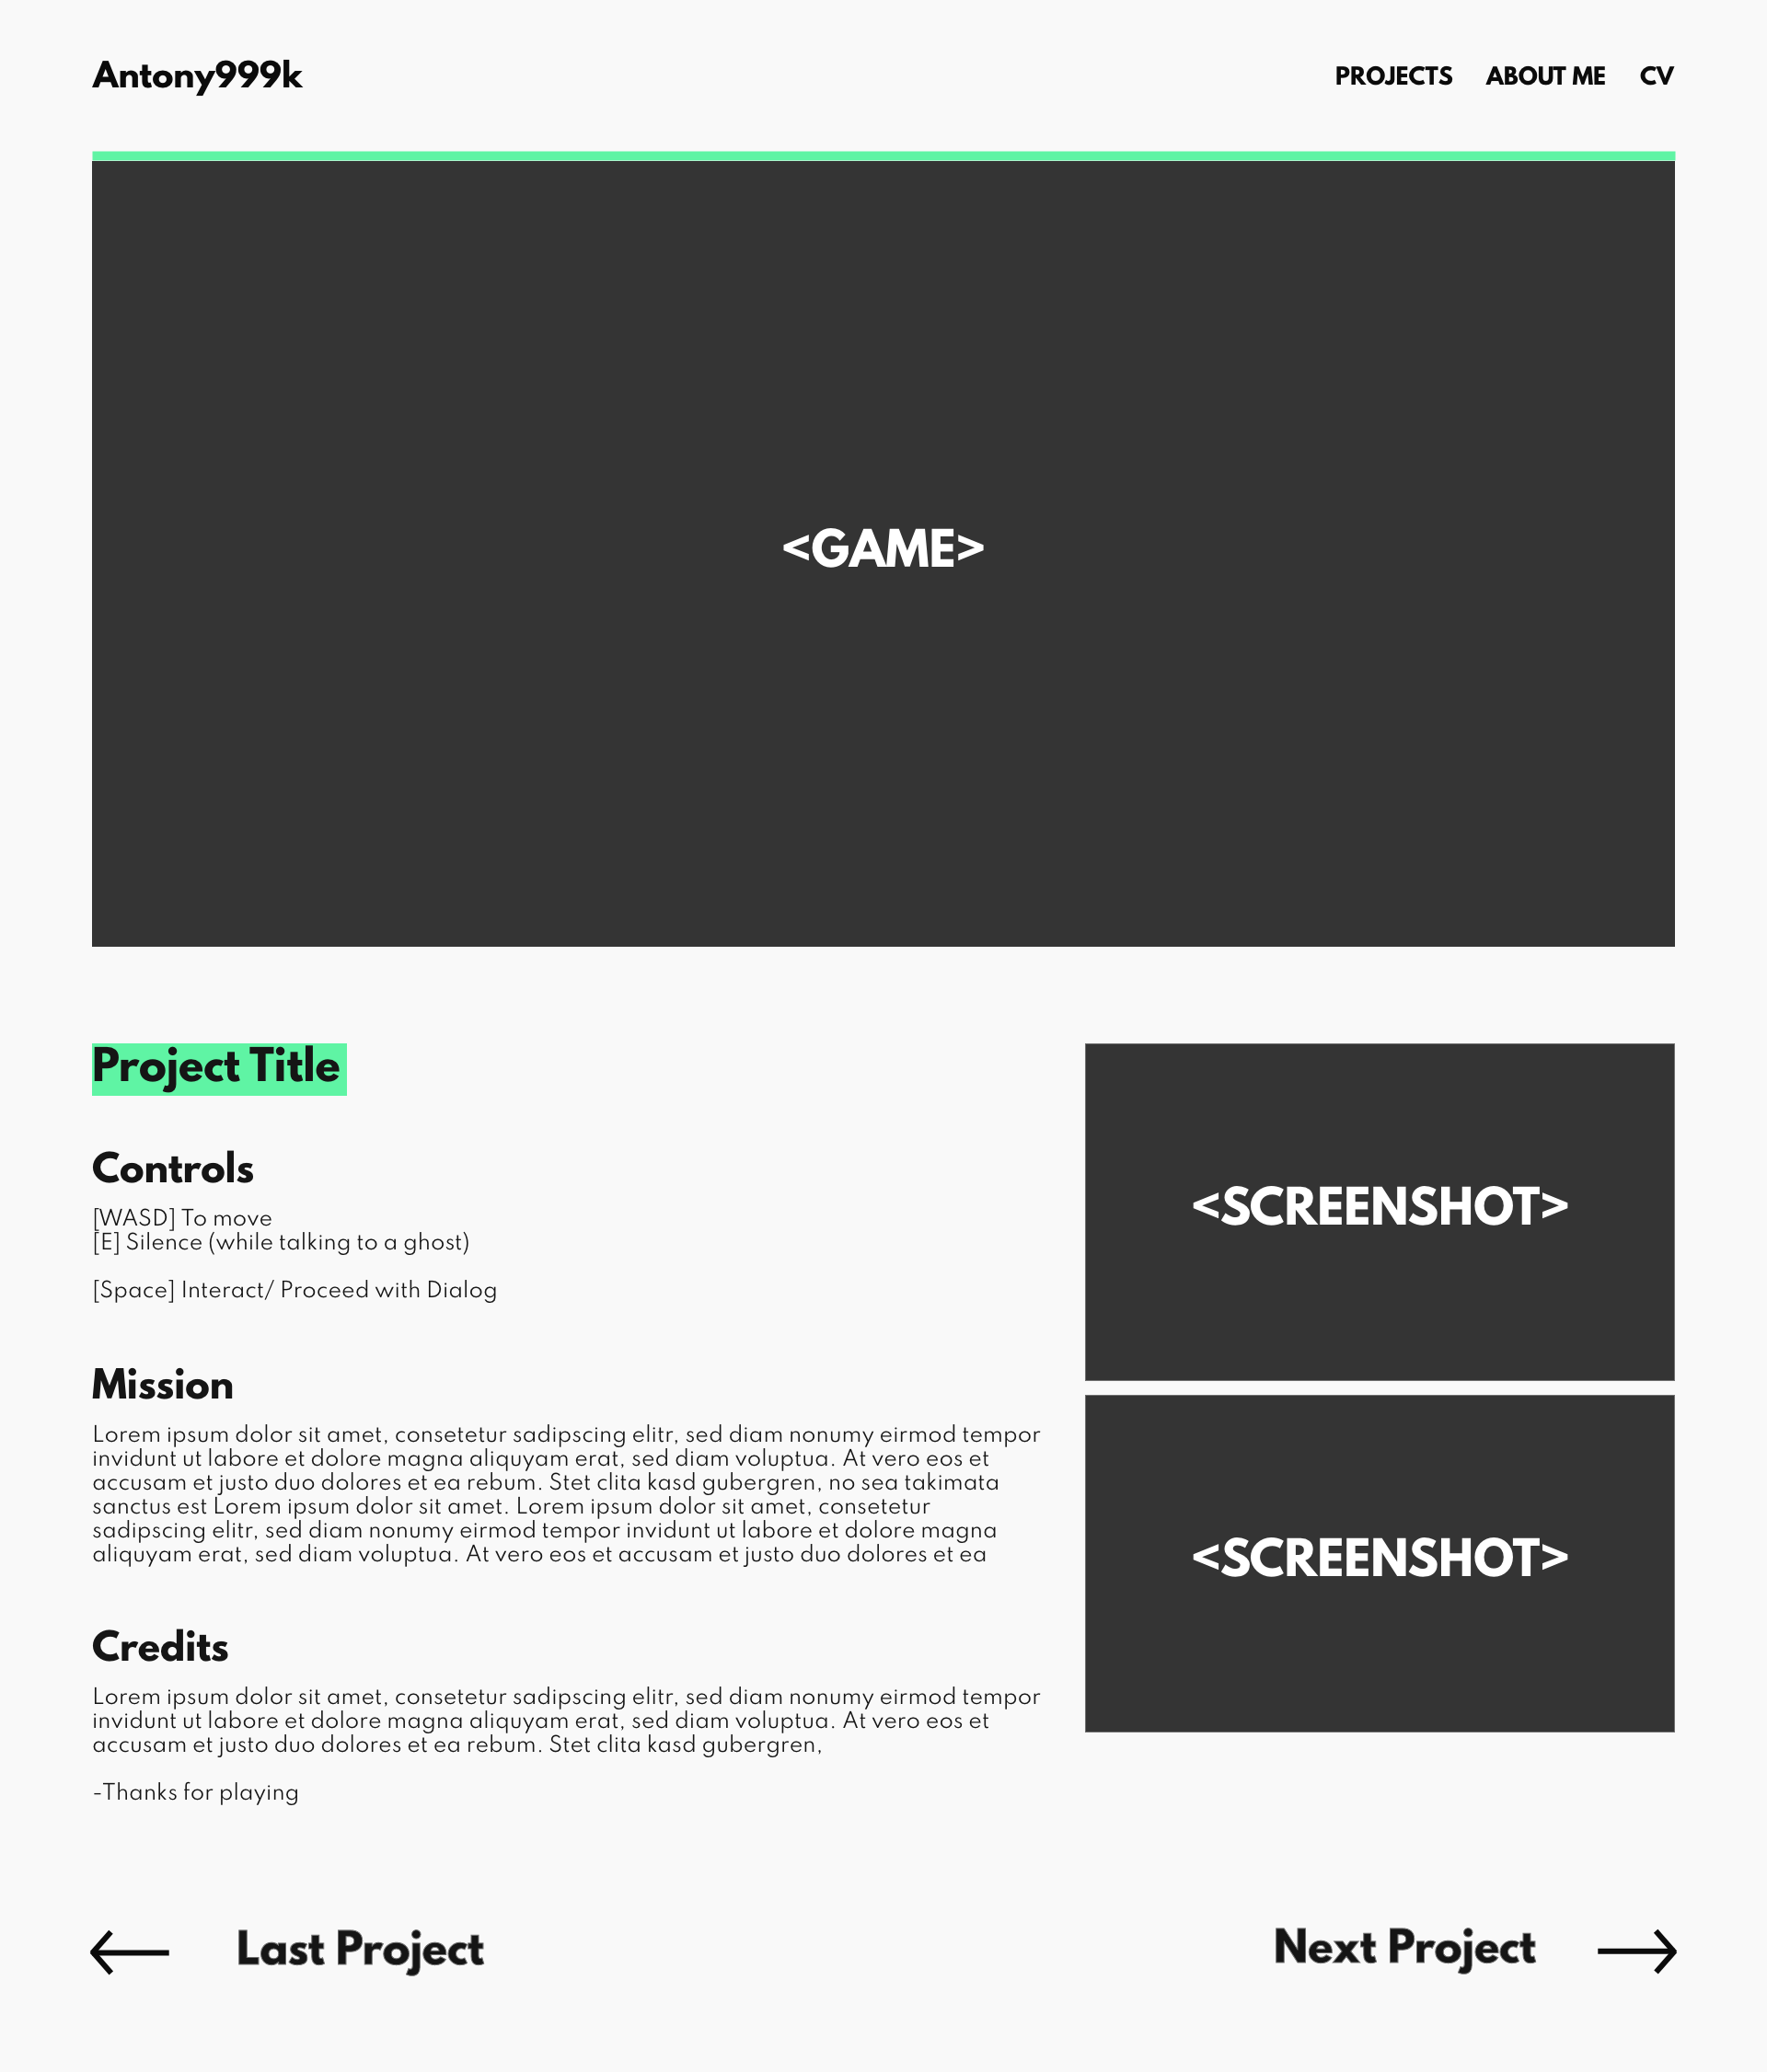 Antony999k
PROJECTS ABOUT ME CV
<GAME>
Project Title
Controls
[WASD] To move
[E] Silence (while talking to a ghost)
[Space] Interact/ Proceed with Dialog
Mission
Lorem ipsum dolor sit amet, consetetur sadipscing elitr, sed diam nonumy eirmod tempor
invidunt ut labore et dolore magna aliquyam erat, sed diam voluptua. At vero eos et
accusam et justo duo dolores et ea rebum. Stet clita kasd gubergren, no sea takimata
sanctus est Lorem ipsum dolor sit amet. Lorem ipsum dolor sit amet, consetetur
sadipscing elitr, sed diam nonumy eirmod tempor invidunt ut labore et dolore magna
aliquyam erat, sed diam voluptua. At vero eos et accusam et justo duo dolores et ea
Credits
Lorem ipsum dolor sit amet, consetetur sadipscing elitr, sed diam nonumy eirmod tempor
invidunt ut labore et dolore magna aliquyam erat, sed diam voluptua. At vero eos et
accusam et justo duo dolores et ea rebum. Stet clita kasd gubergren,
-Thanks for playing
<SCREENSHOT>
<SCREENSHOT>
Last Project
Next Project